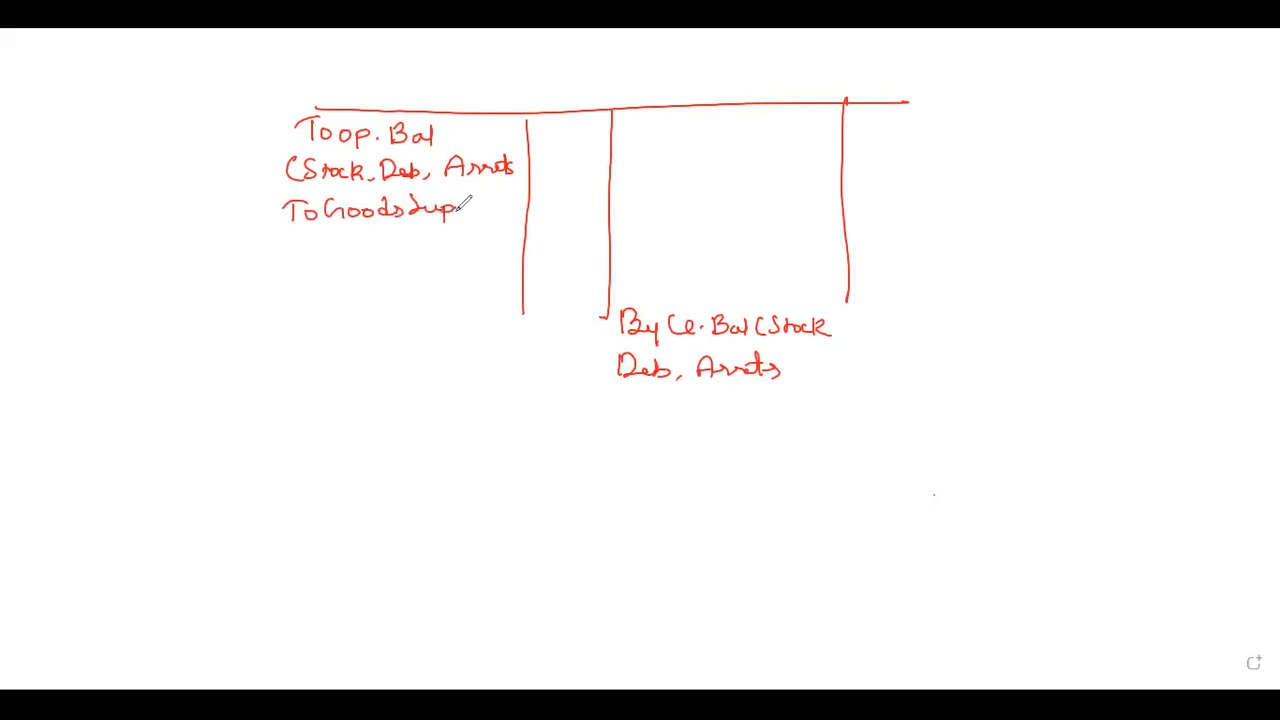 To op. Bal
(Stock, Deb, Assets
To Goods Sup
By Cl. Bal (Stock
Deb, Assets